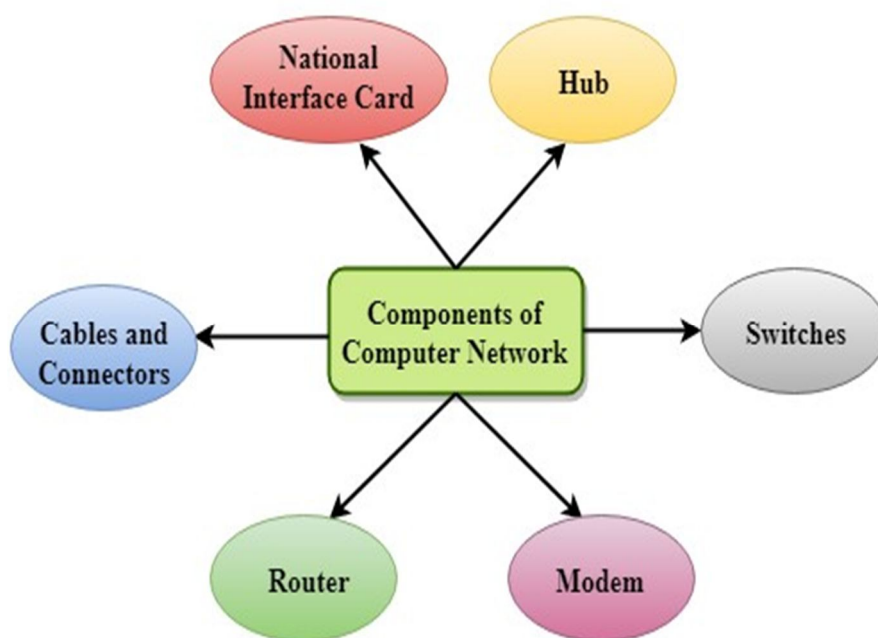 National
Interface Card
Hub
Components of
Computer Network
Cables and
Connectors
Switches
Router
Modem